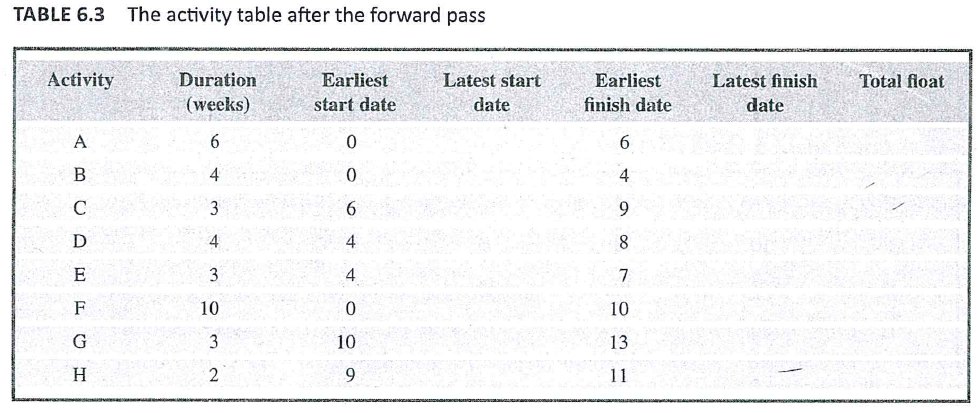 TABLE 6.3 The activity table after the forward pass
Activity Duration (weeks) Earliest start date Latest start date Earliest finish date Latest finish date Total float
A 6 0 6
B 4 0 4
C 3 6 9
D 4 4 8
E 3 4 7
F 10 0 10
G 3 10 13
H 2 9 11